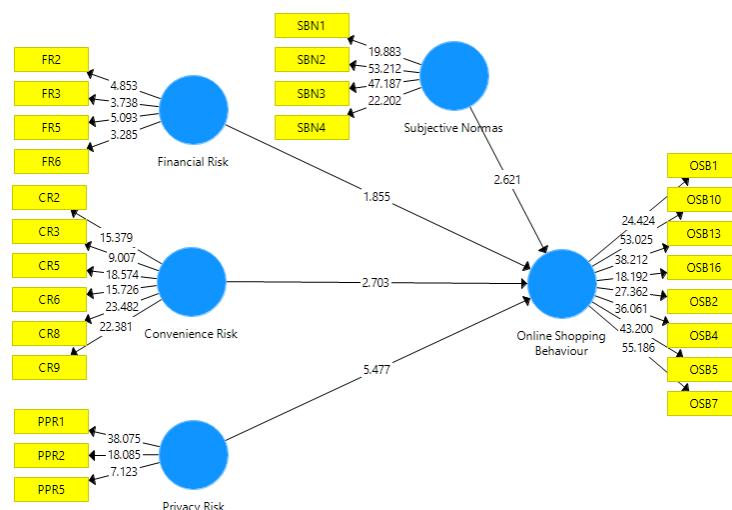 SBN1
SBN2
SBN3
SBN4
19.883
53.212
47.187
22.202
Subjective Normas
FR2
FR3
FR5
FR6
4.853
3.738
5.093
3.285
Financial Risk
1.855
2.621
CR2
CR3
CR5
CR6
CR8
CR9
15.379
9.007
18.574
15.726
23.482
22.381
Convenience Risk
2.703
PPR1
PPR2
PPR5
38.075
18.085
7.123
Privacy Risk
5.477
Online Shopping
Behaviour
24.424
53.025
38.212
18.192
27.362
36.061
43.200
55.186
OSB1
OSB10
OSB13
OSB16
OSB2
OSB4
OSB5
OSB7